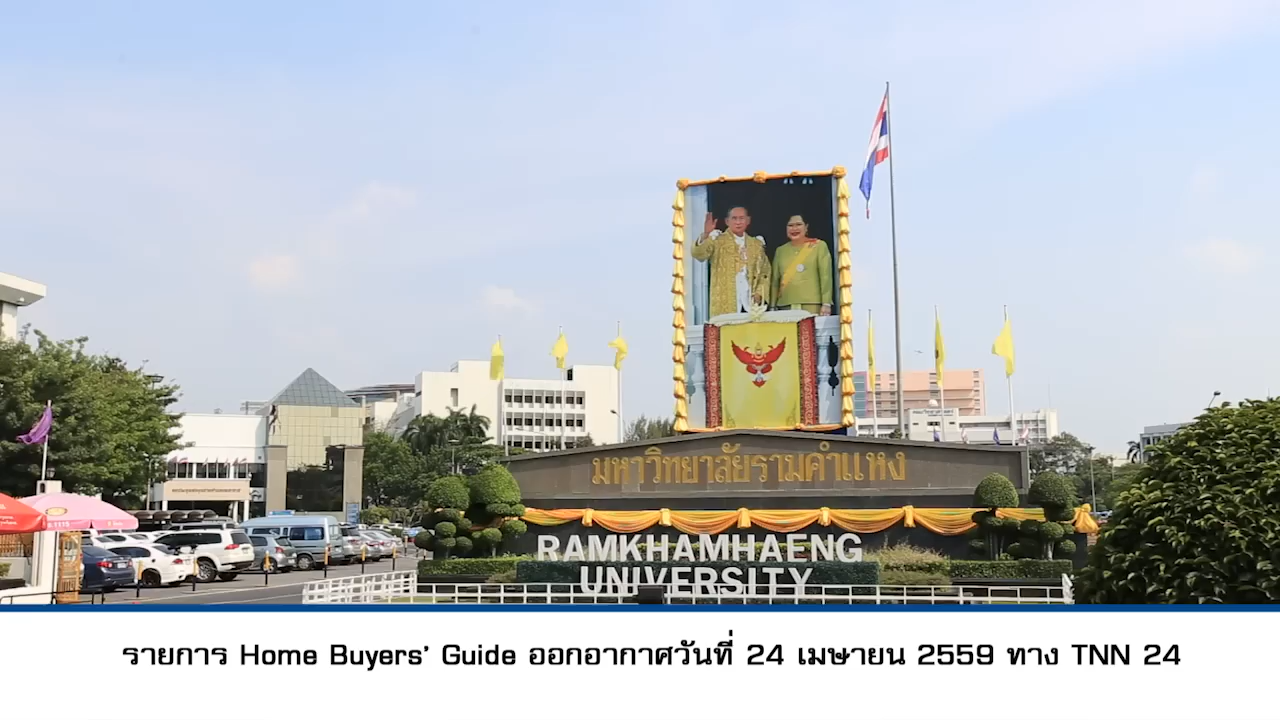 มหาวิทยาลัยรามคำแหง
RAMKHAMHAENG
UNIVERSITY
รายการ Home Buyers' Guide ออกอากาศวันที่ 24 เมษายน 2559 ทาง TNN 24